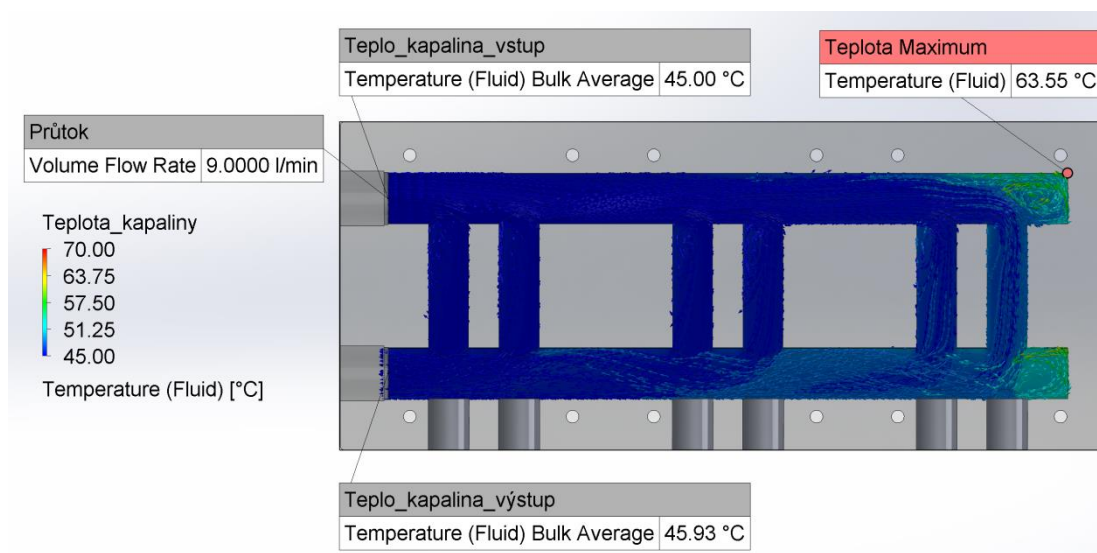 Teplo_kapalina_vstup
Temperature (Fluid) Bulk Average 45.00 °C
Teplota Maximum
Temperature (Fluid) 63.55 °C
Průtok
Volume Flow Rate 9.0000 l/min
Teplota_kapaliny
70.00
63.75
57.50
51.25
45.00
Temperature (Fluid) [°C]
Teplo_kapalina_výstup
Temperature (Fluid) Bulk Average 45.93 °C